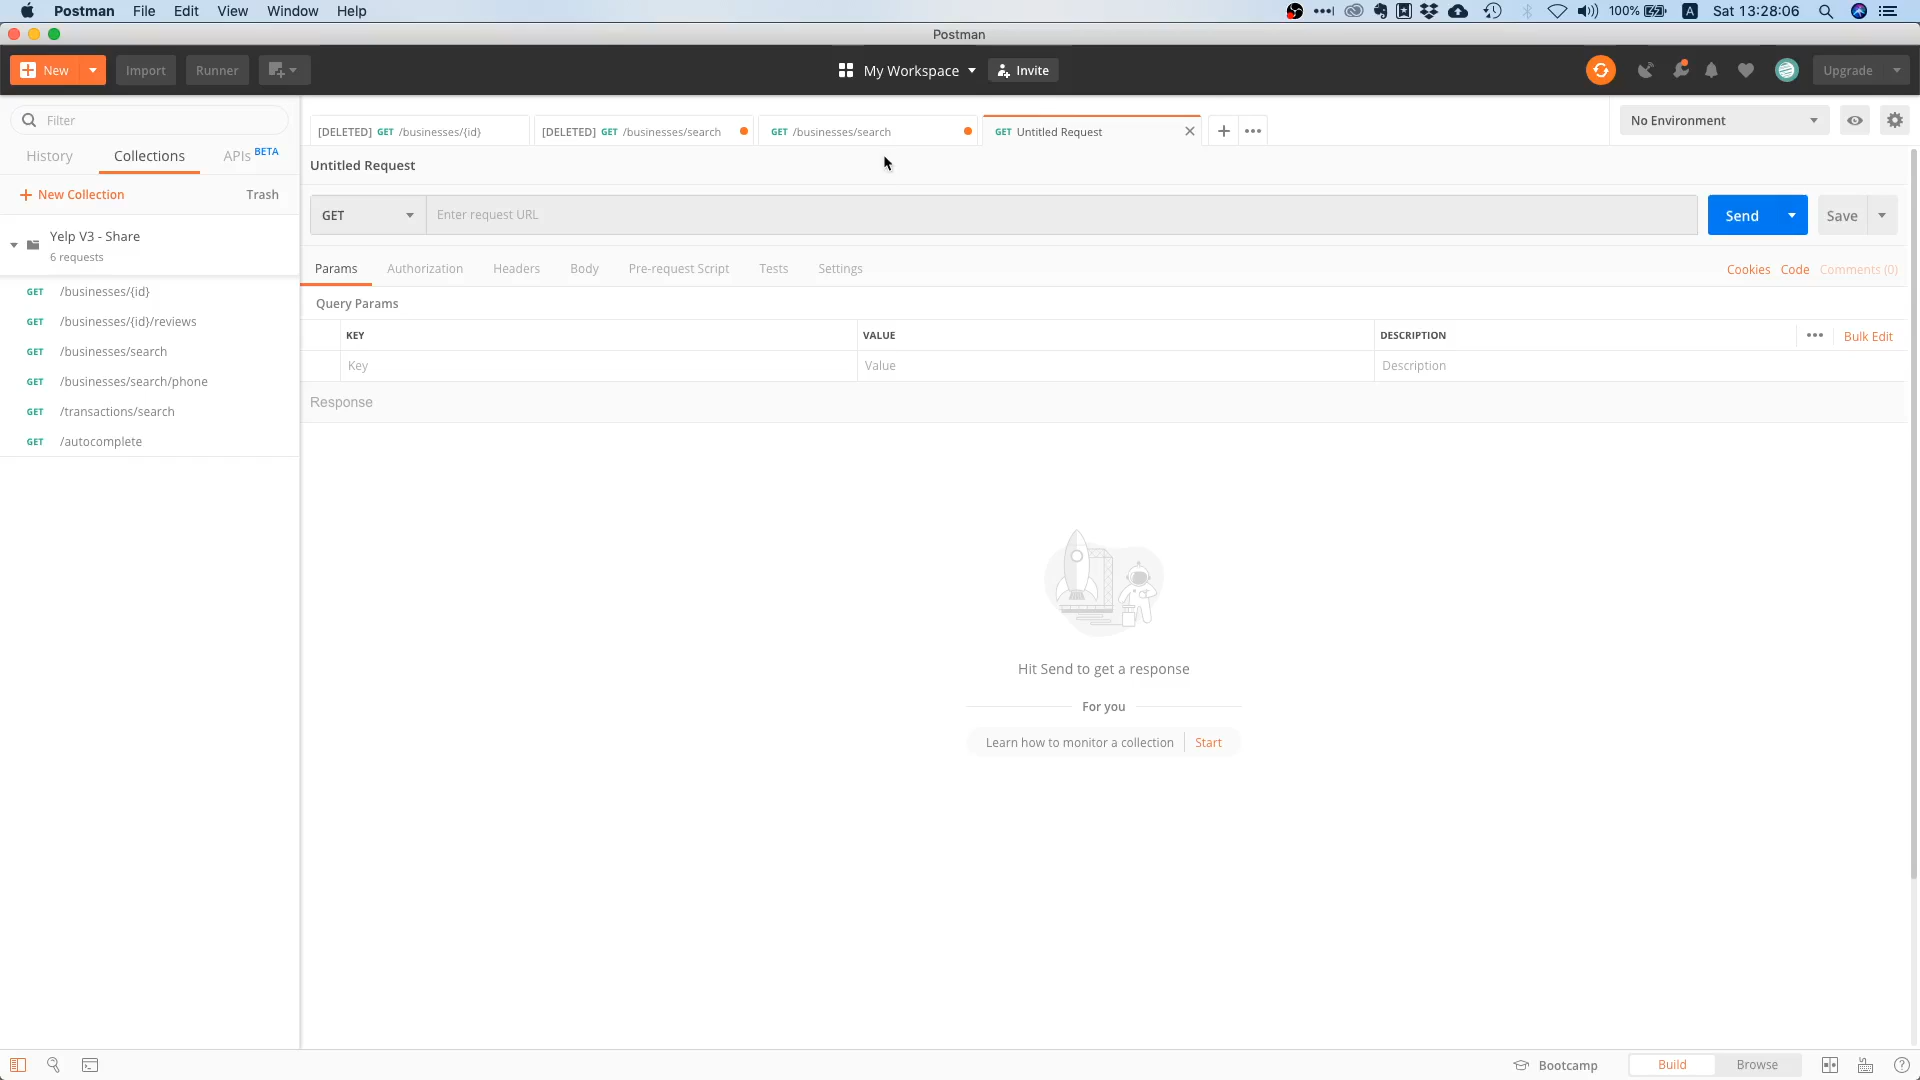 Postman File Edit View Window Help 100% A Sat 13:28:06
Postman
New Import Runner My Workspace Invite Upgrade
Filter
History Collections APIs BETA
New Collection Trash
Yelp V3 - Share
6 requests
GET /businesses/{id}
GET /businesses/{id}/reviews
GET /businesses/search
GET /businesses/search/phone
GET /transactions/search
GET /autocomplete
[DELETED] GET /businesses/{id} [DELETED] GET /businesses/search GET /businesses/search GET Untitled Request
No Environment
Untitled Request
GET Enter request URL Send Save
Params Authorization Headers Body Pre-request Script Tests Settings Cookies Code Comments (0)
Query Params
KEY VALUE DESCRIPTION Bulk Edit
Key Value Description
Response
Hit Send to get a response
For you
Learn how to monitor a collection Start
Bootcamp Build Browse